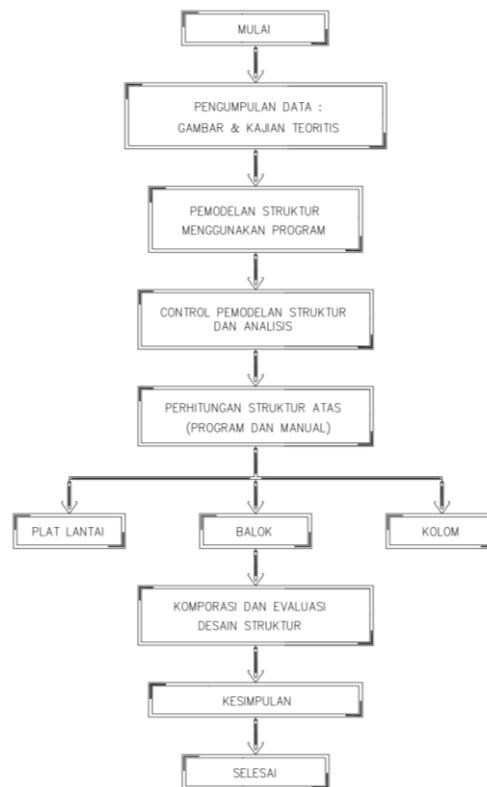 MULAI
PENGUMPULAN DATA :
GAMBAR & KAJIAN TEORITIS
PEMODELAN STRUKTUR
MENGGUNAKAN PROGRAM
CONTROL PEMODELAN STRUKTUR
DAN ANALISIS
PERHITUNGAN STRUKTUR ATAS
(PROGRAM DAN MANUAL)
PLAT LANTAI
BALOK
KOLOM
KOMPORASI DAN EVALUASI
DESAIN STRUKTUR
KESIMPULAN
SELESAI